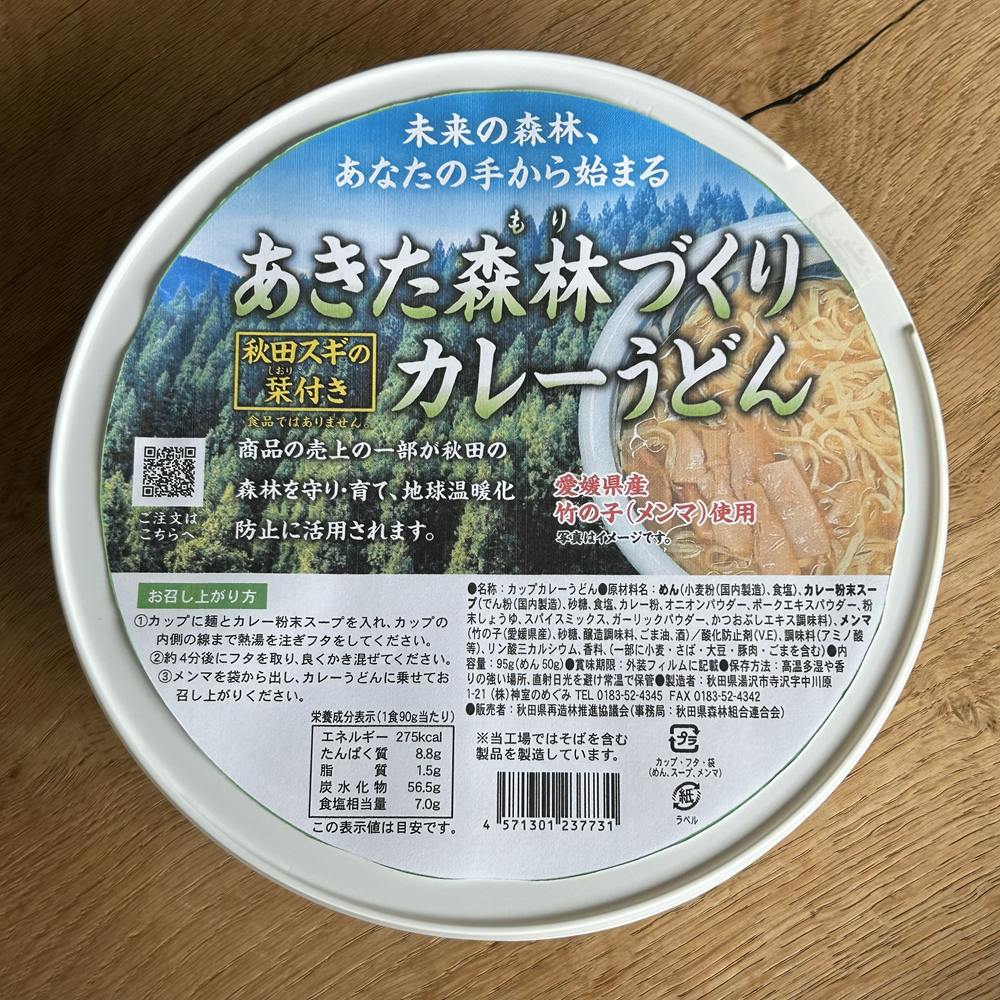 未来の森林、
あなたの手から始まる
もり
あきた森林づくり
カレーうどん
秋田スギの
しおり
栞付き
食品ではありません。
商品の売上の一部が秋田の
森林を守り・育て、地球温暖化
防止に活用されます。
ご注文は
こちらへ
愛媛県産
竹の子(メンマ)使用
写真はイメージです。
お召し上がり方
①カップに麺とカレー粉末スープを入れ、カップの
内側の線まで熱湯を注ぎフタをしてください。
②約4分後にフタを取り、良くかき混ぜてください。
③メンマを袋から出し、カレーうどんに乗せてお
召し上がりください。
栄養成分表示(1食90g当たり)
エネルギー 275kcal
たんぱく質 8.8g
脂質 1.5g
炭水化物 56.5g
食塩相当量 7.0g
この表示値は目安です。
●名称:カップカレーうどん●原材料名:めん(小麦粉(国内製造)、食塩)、カレー粉末スー
プ(でん粉(国内製造)、砂糖、食塩、カレー粉、オニオンパウダー、ポークエキスパウダー、粉
末しょうゆ、スパイスミックス、ガーリックパウダー、かつおぶしエキス調味料)、メンマ
(竹の子(愛媛県産)、砂糖、醸造調味料、ごま油、酒)/酸化防止剤(V.E)、調味料(アミノ酸
等)、リン酸三カルシウム、香料、(一部に小麦・さば・大豆・豚肉・ごまを含む)●内
容量:95g(めん50g)●賞味期限:外装フィルムに記載●保存方法:高温多湿や香
りの強い場所、直射日光を避け常温で保管●製造者:秋田県湯沢市寺沢字中川原
1-21 (株)神室のめぐみ TEL 0183-52-4345 FAX 0183-52-4342
●販売者:秋田県再造林推進協議会(事務局:秋田県森林組合連合会)
※当工場ではそばを含む
製品を製造しています。
プラ
カップ・フタ・袋
(めん、スープ、メンマ)
紙
ラベル
4 571301 237731